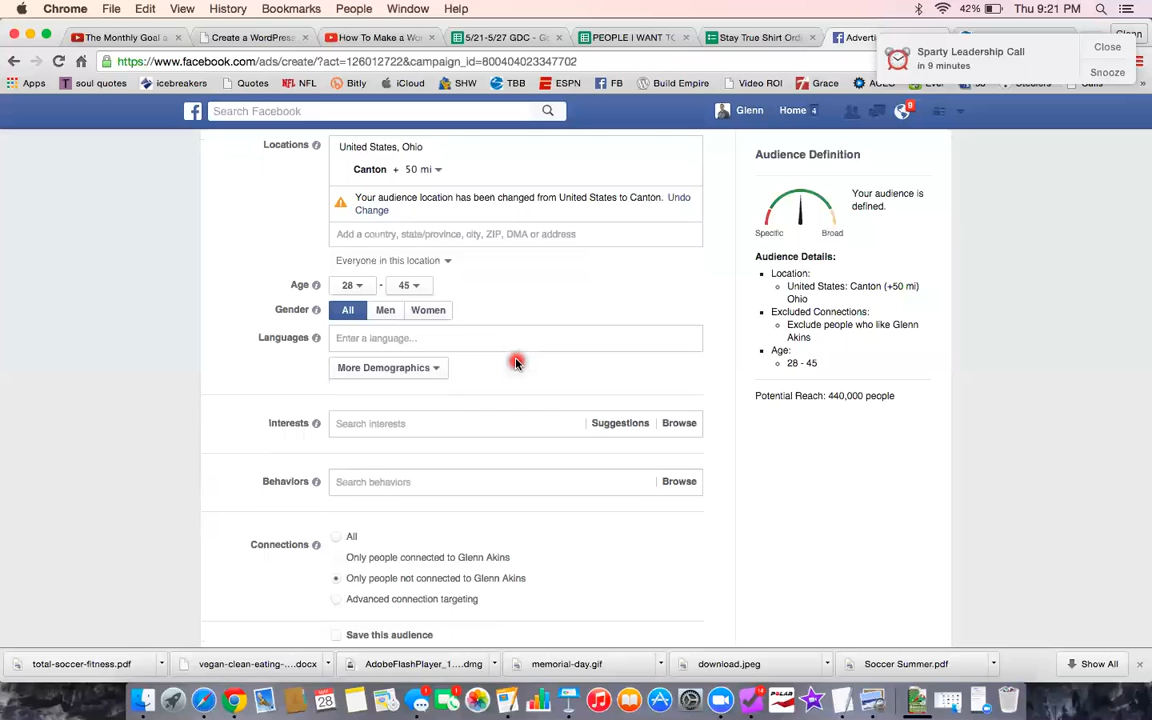 Chrome File Edit View History Bookmarks People Window Help 42% Thu 9:21 PM
The Monthly Goal a Create a WordPress How To Make a Wor 5/21-5/27 GDC - Go PEOPLE I WANT TO Stay True Shirt Ord Adverti Glenn
https://www.facebook.com/ads/create/?act=126012722&campaign_id=800404023347702
Sparty Leadership Call
in 9 minutes
Close
Snooze
Apps soul quotes icebreakers Quotes NFL Bitly iCloud SHW TBB ESPN FB Build Empire Video ROI Grace
Search Facebook Glenn Home 4 9
Locations United States, Ohio
Canton + 50 mi
Your audience location has been changed from United States to Canton. Undo
Change
Add a country, state/province, city, ZIP, DMA or address
Everyone in this location
Age 28 - 45
Gender All Men Women
Languages Enter a language...
More Demographics
Interests Search interests Suggestions Browse
Behaviors Search behaviors Browse
Connections All
Only people connected to Glenn Akins
Only people not connected to Glenn Akins
Advanced connection targeting
Save this audience
Audience Definition
Your audience is
defined.
Specific Broad
Audience Details:
Location:
United States: Canton (+50 mi)
Ohio
Excluded Connections:
Exclude people who like Glenn
Akins
Age:
28 - 45
Potential Reach: 440,000 people
total-soccer-fitness.pdf vegan-clean-eating-....docx AdobeFlashPlayer_1....dmg memorial-day.gif download.jpeg Soccer Summer.pdf Show All
28
POLAR